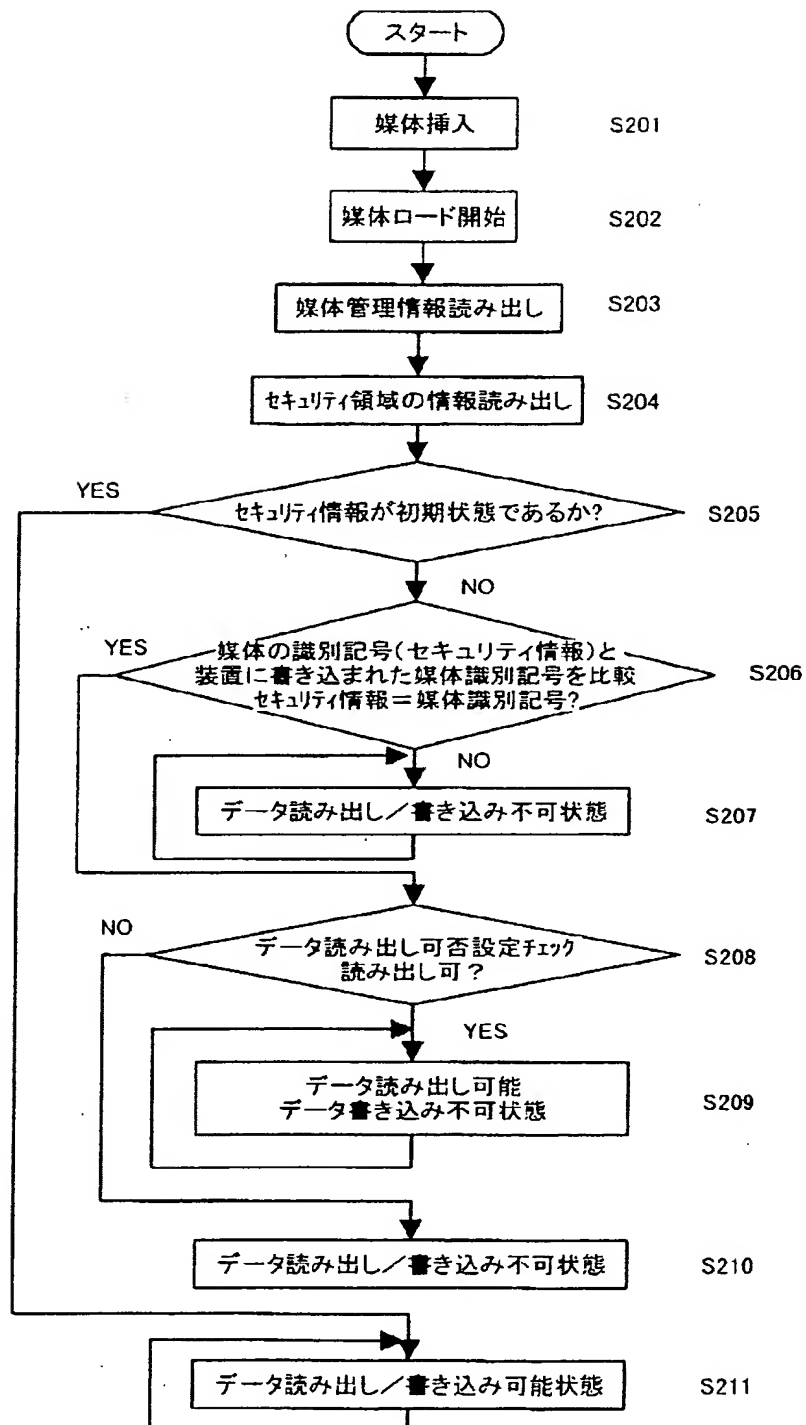 スタート
媒体挿入
S201
媒体ロード開始
S202
媒体管理情報読み出し
S203
セキュリティ領域の情報読み出し
S204
YES
セキュリティ情報が初期状態であるか?
S205
NO
YES
媒体の識別記号(セキュリティ情報)と
装置に書き込まれた媒体識別記号を比較
セキュリティ情報=媒体識別記号?
S206
NO
データ読み出し/書き込み不可状態
S207
NO
データ読み出し可否設定チェック
読み出し可?
S208
YES
データ読み出し可能
データ書き込み不可状態
S209
データ読み出し/書き込み不可状態
S210
データ読み出し/書き込み可能状態
S211